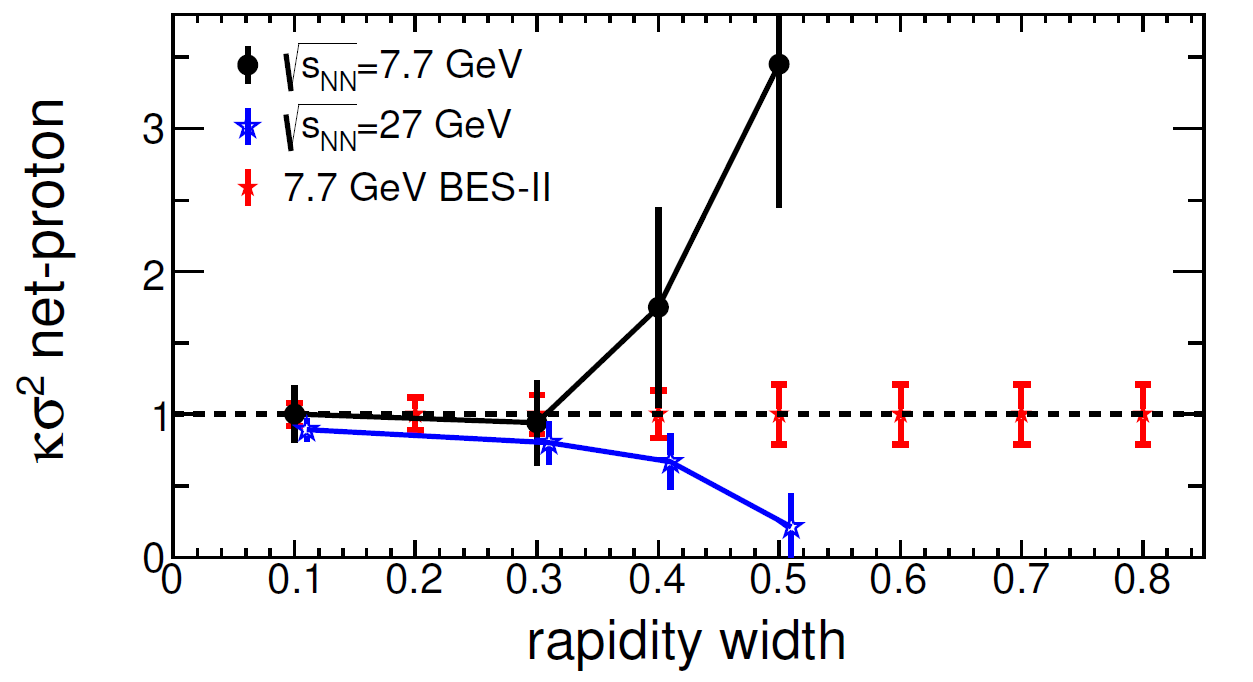 √sNN=7.7 GeV
√sNN=27 GeV
7.7 GeV BES-II
κσ² net-proton
3
2
1
0
0 0.1 0.2 0.3 0.4 0.5 0.6 0.7 0.8
rapidity width